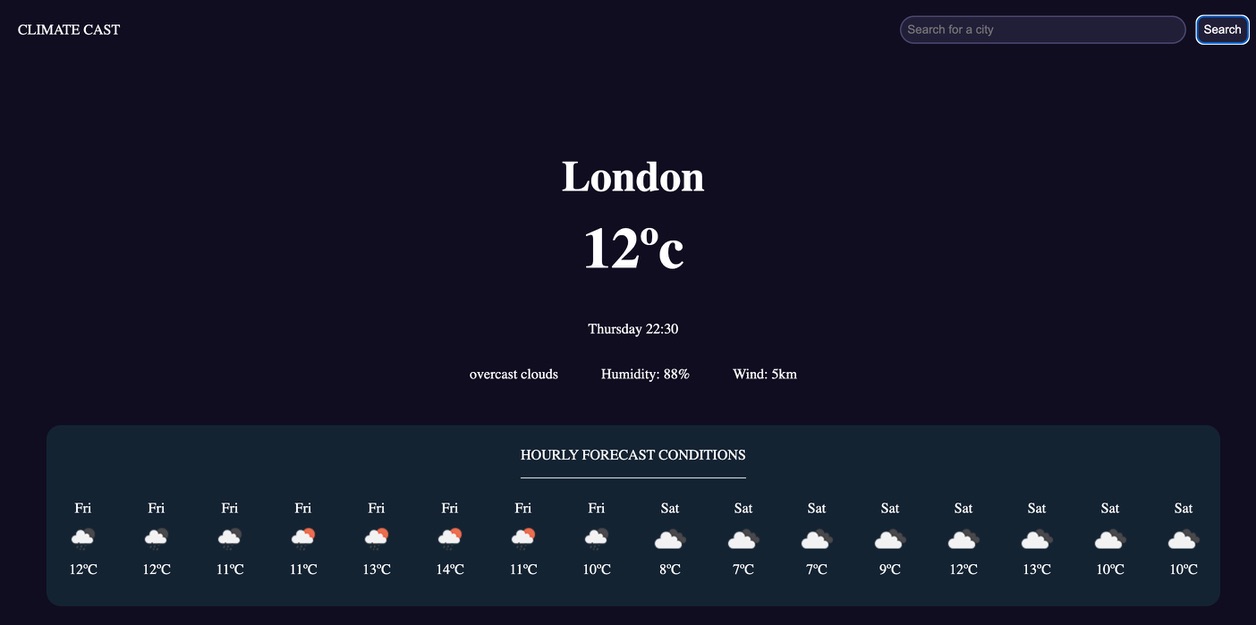 CLIMATE CAST
Search for a city
Search
London
12ºc
Thursday 22:30
overcast clouds Humidity: 88% Wind: 5km
HOURLY FORECAST CONDITIONS
Fri Fri Fri Fri Fri Fri Fri Fri Sat Sat Sat Sat Sat Sat Sat Sat
12ºC 12ºC 11ºC 11ºC 13ºC 14ºC 11ºC 10ºC 8ºC 7ºC 7ºC 9ºC 12ºC 13ºC 10ºC 10ºC